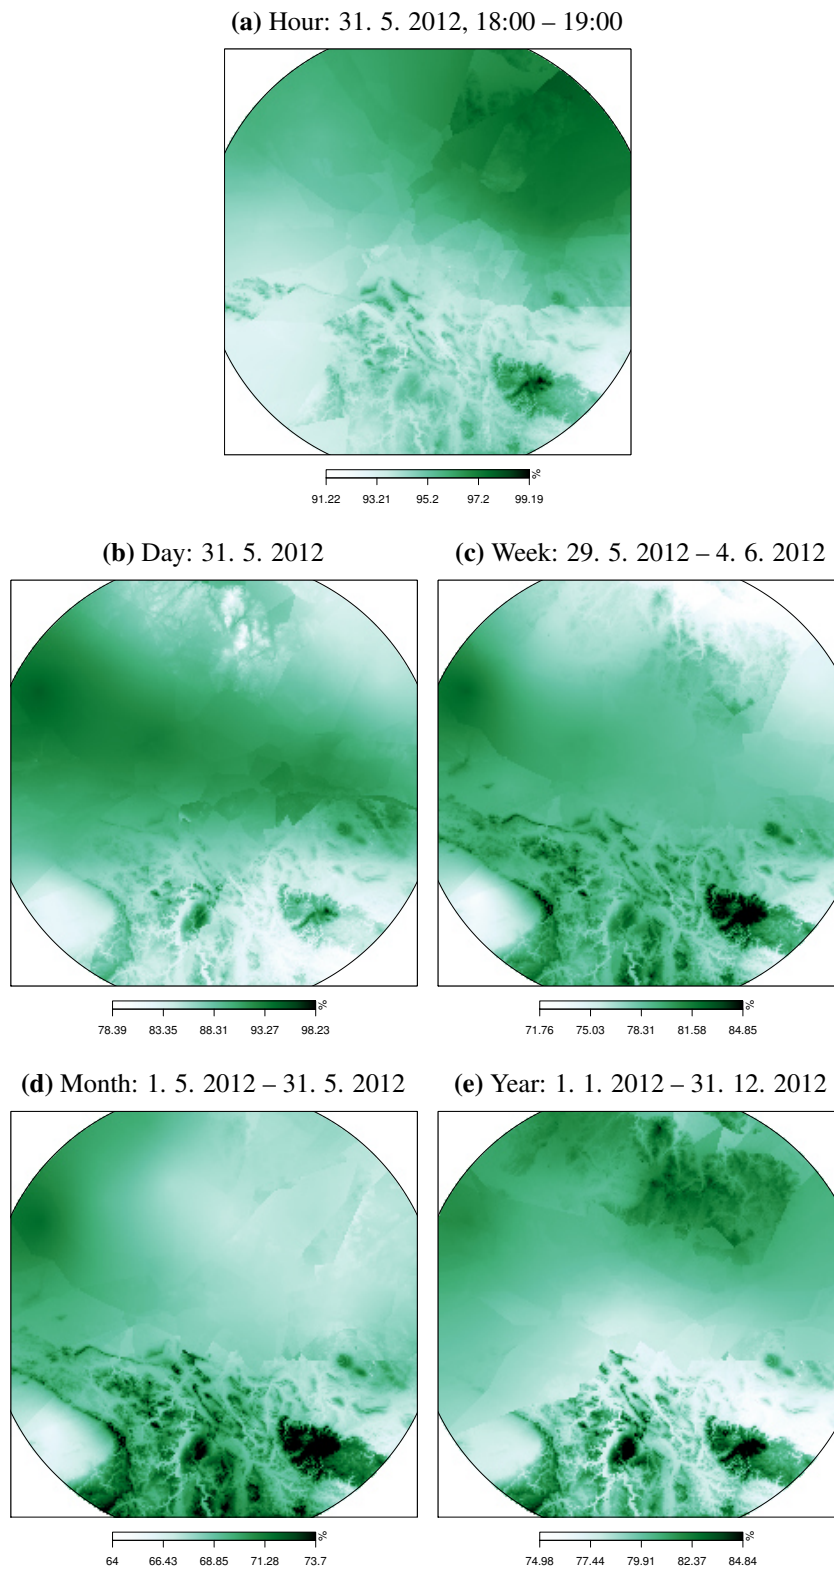 (a) Hour: 31. 5. 2012, 18:00 – 19:00
%
91.22 93.21 95.2 97.2 99.19
(b) Day: 31. 5. 2012
(c) Week: 29. 5. 2012 – 4. 6. 2012
%
78.39 83.35 88.31 93.27 98.23
%
71.76 75.03 78.31 81.58 84.85
(d) Month: 1. 5. 2012 – 31. 5. 2012
(e) Year: 1. 1. 2012 – 31. 12. 2012
%
64 66.43 68.85 71.28 73.7
%
74.98 77.44 79.91 82.37 84.84